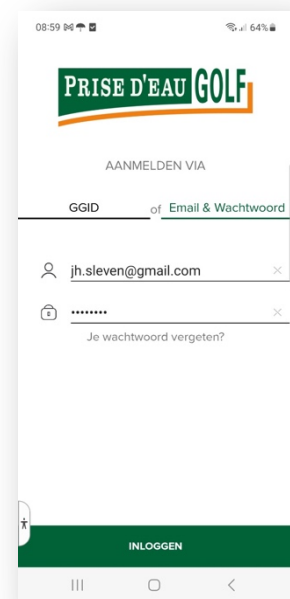 08:59 64%
PRISE D'EAU GOLF
AANMELDEN VIA
GGID of Email & Wachtwoord
jh.sleven@gmail.com
••••••••
Je wachtwoord vergeten?
INLOGGEN